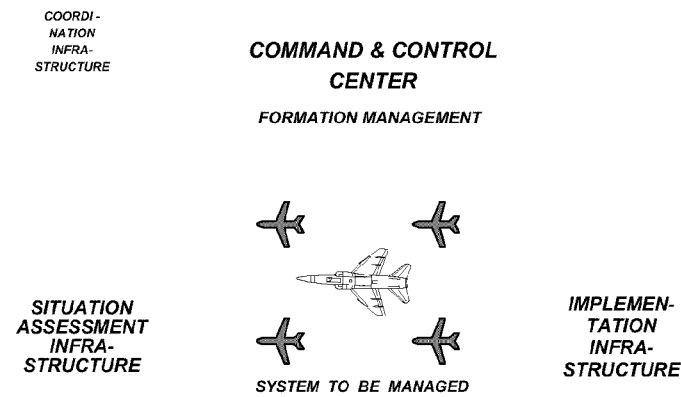 COORDI -
NATION
INFRA-
STRUCTURE
COMMAND & CONTROL
CENTER
FORMATION MANAGEMENT
SITUATION
ASSESSMENT
INFRA-
STRUCTURE
IMPLEMEN-
TATION
INFRA-
STRUCTURE
SYSTEM TO BE MANAGED